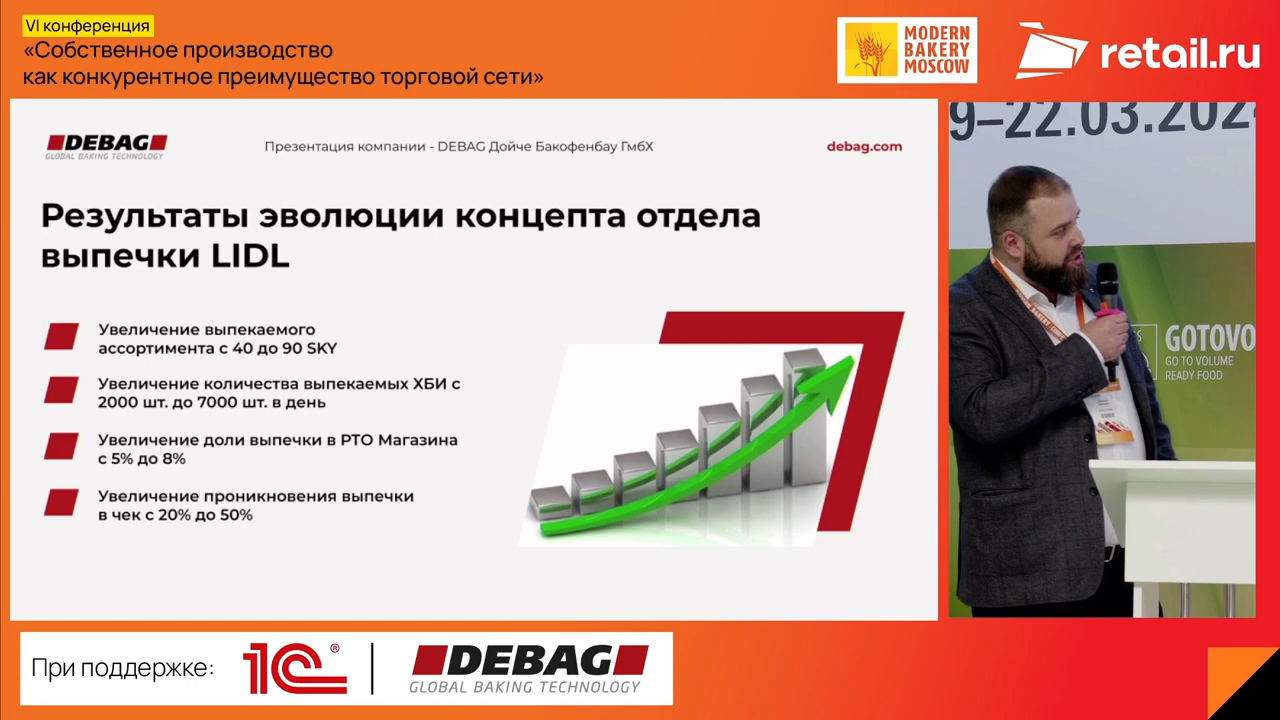 VI конференция
«Собственное производство
как конкурентное преимущество торговой сети»
MODERN
BAKERY
MOSCOW
retail.ru
DEBAG
GLOBAL BAKING TECHNOLOGY
Презентация компании - DEBAG Дойче Бакофенбау ГмбХ
debag.com
Результаты эволюции концепта отдела
выпечки LIDL
Увеличение выпекаемого
ассортимента с 40 до 90 SKY
Увеличение количества выпекаемых ХБИ с
2000 шт. до 7000 шт. в день
Увеличение доли выпечки в РТО Магазина
с 5% до 8%
Увеличение проникновения выпечки
в чек с 20% до 50%
9–22.03.202
GOTOVO
GO TO VOLUME
READY FOOD
При поддержке:
1С®
DEBAG
GLOBAL BAKING TECHNOLOGY